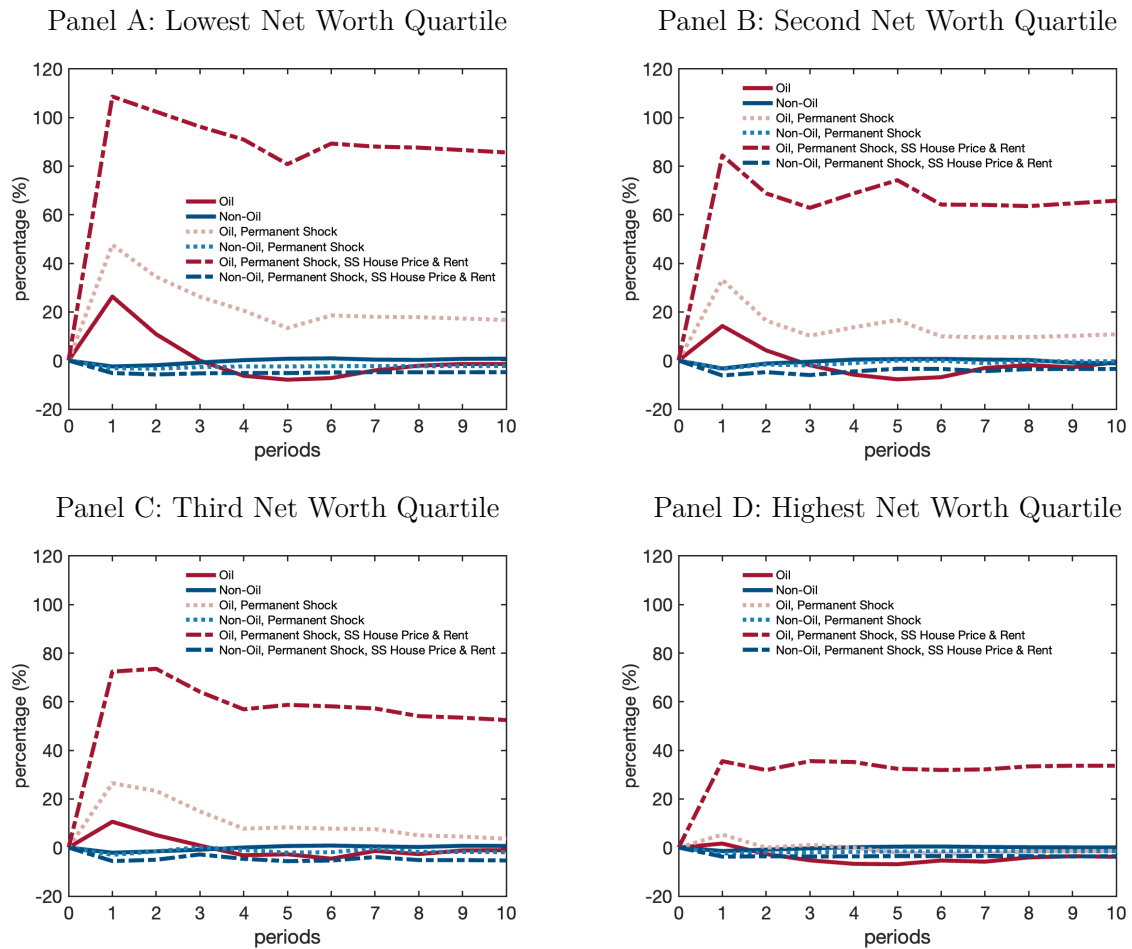 Panel A: Lowest Net Worth Quartile
120
100
80
60
40
20
0
-20
percentage (%)
Oil
Non-Oil
Oil, Permanent Shock
Non-Oil, Permanent Shock
Oil, Permanent Shock, SS House Price & Rent
Non-Oil, Permanent Shock, SS House Price & Rent
0 1 2 3 4 5 6 7 8 9 10
periods
Panel B: Second Net Worth Quartile
120
100
80
60
40
20
0
-20
percentage (%)
Oil
Non-Oil
Oil, Permanent Shock
Non-Oil, Permanent Shock
Oil, Permanent Shock, SS House Price & Rent
Non-Oil, Permanent Shock, SS House Price & Rent
0 1 2 3 4 5 6 7 8 9 10
periods
Panel C: Third Net Worth Quartile
120
100
80
60
40
20
0
-20
percentage (%)
Oil
Non-Oil
Oil, Permanent Shock
Non-Oil, Permanent Shock
Oil, Permanent Shock, SS House Price & Rent
Non-Oil, Permanent Shock, SS House Price & Rent
0 1 2 3 4 5 6 7 8 9 10
periods
Panel D: Highest Net Worth Quartile
120
100
80
60
40
20
0
-20
percentage (%)
Oil
Non-Oil
Oil, Permanent Shock
Non-Oil, Permanent Shock
Oil, Permanent Shock, SS House Price & Rent
Non-Oil, Permanent Shock, SS House Price & Rent
0 1 2 3 4 5 6 7 8 9 10
periods